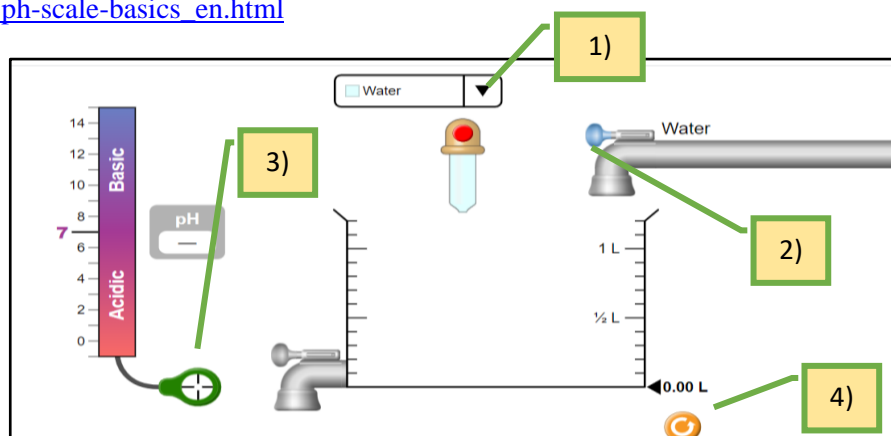 ph-scale-basics_en.html
1)
Water
Water
14
12
10
8
7
6
4
2
0
Basic
Acidic
3)
pH
—
2)
1 L
½ L
0.00 L
4)